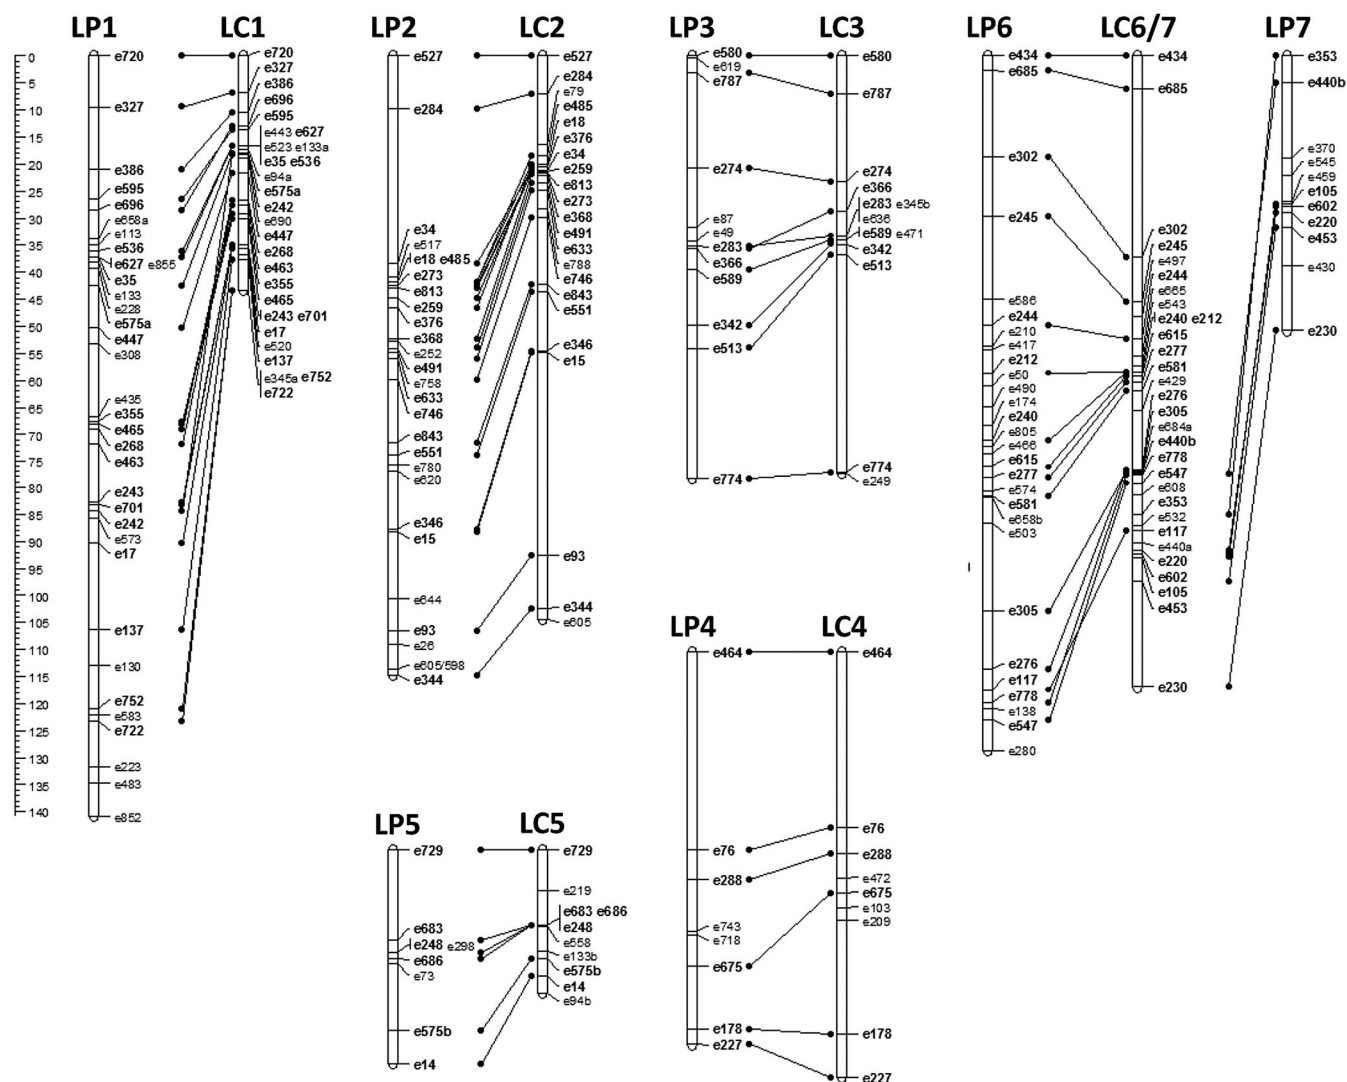 LP1
LC1
LP2
LC2
LP3
LC3
LP6
LC6/7
LP7
0
5
10
15
20
25
30
35
40
45
50
55
60
65
70
75
80
85
90
95
100
105
110
115
120
125
130
135
140
e720
e327
e386
e595
e696
e658a
e113
e536
e627 e855
e35
e133
e228
e575a
e447
e308
e435
e355
e465
e268
e463
e243
e701
e242
e573
e17
e137
e130
e752
e583
e722
e223
e483
e852
e720
e327
e386
e696
e595
e443 e627
e523 e133a
e35 e536
e94a
e575a
e242
e690
e447
e268
e463
e355
e465
e243 e701
e17
e520
e137
e345a e752
e722
e527
e284
e34
e517
e18 e485
e273
e813
e259
e376
e368
e252
e491
e758
e633
e746
e843
e551
e780
e620
e346
e15
e644
e93
e26
e605/598
e344
e527
e284
e79
e485
e18
e376
e34
e259
e813
e273
e368
e491
e633
e788
e746
e843
e551
e346
e15
e93
e344
e605
e580
e619
e787
e274
e87
e49
e283
e366
e589
e342
e513
e774
e580
e787
e274
e366
e283 e345b
e636
e589 e471
e342
e513
e774
e249
e434
e685
e302
e245
e586
e244
e210
e417
e212
e50
e490
e174
e240
e805
e466
e615
e277
e574
e581
e658b
e503
e305
e276
e117
e778
e138
e547
e280
e434
e685
e302
e245
e497
e244
e665
e543
e240 e212
e615
e277
e581
e429
e276
e305
e684a
e440b
e778
e547
e608
e353
e532
e117
e440a
e220
e602
e105
e453
e230
e353
e440b
e370
e545
e459
e105
e602
e220
e453
e430
e230
LP4
LC4
e464
e76
e288
e743
e718
e675
e178
e227
e464
e76
e288
e472
e675
e103
e209
e178
e227
LP5
LC5
e729
e683
e248 e298
e686
e73
e575b
e14
e729
e219
e683 e686
e248
e558
e133b
e575b
e14
e94b